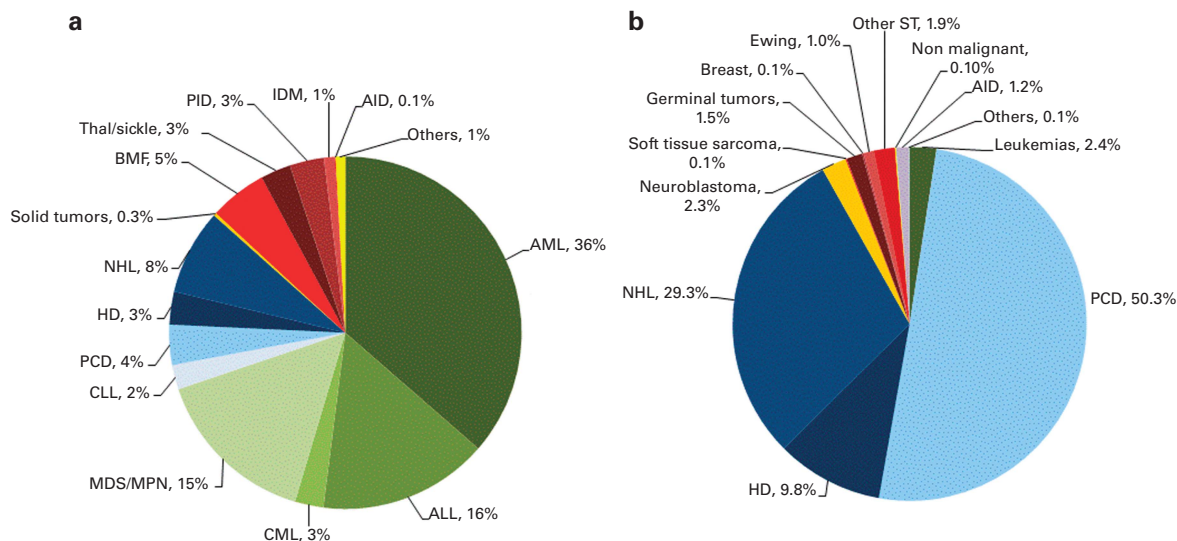 a
PID, 3%
IDM, 1%
AID, 0.1%
Thal/sickle, 3%
Others, 1%
BMF, 5%
Solid tumors, 0.3%
AML, 36%
NHL, 8%
HD, 3%
PCD, 4%
CLL, 2%
MDS/MPN, 15%
CML, 3%
ALL, 16%
b
Other ST, 1.9%
Ewing, 1.0%
Non malignant,
0.10%
Breast, 0.1%
AID, 1.2%
Germinal tumors,
1.5%
Others, 0.1%
Soft tissue sarcoma,
0.1%
Leukemias, 2.4%
Neuroblastoma,
2.3%
NHL, 29.3%
PCD, 50.3%
HD, 9.8%